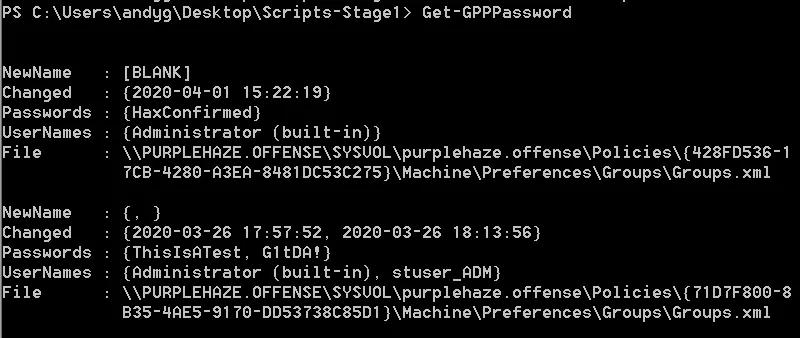 PS C:\Users\andyg\Desktop\Scripts-Stage1> Get-GPPPassword
NewName : [BLANK]
Changed : {2020-04-01 15:22:19}
Passwords : {HaxConfirmed}
UserNames : {Administrator (built-in)}
File : \\PURPLEHAZE.OFFENSE\SYSVOL\purplehaze.offense\Policies\{428FD536-1
7CB-4280-A3EA-8481DC53C275}\Machine\Preferences\Groups\Groups.xml
NewName : {, }
Changed : {2020-03-26 17:57:52, 2020-03-26 18:13:56}
Passwords : {ThisIsATest, G1tDA!}
UserNames : {Administrator (built-in), stuser_ADM}
File : \\PURPLEHAZE.OFFENSE\SYSVOL\purplehaze.offense\Policies\{71D7F800-8
B35-4AE5-9170-DD53738C85D1}\Machine\Preferences\Groups\Groups.xml